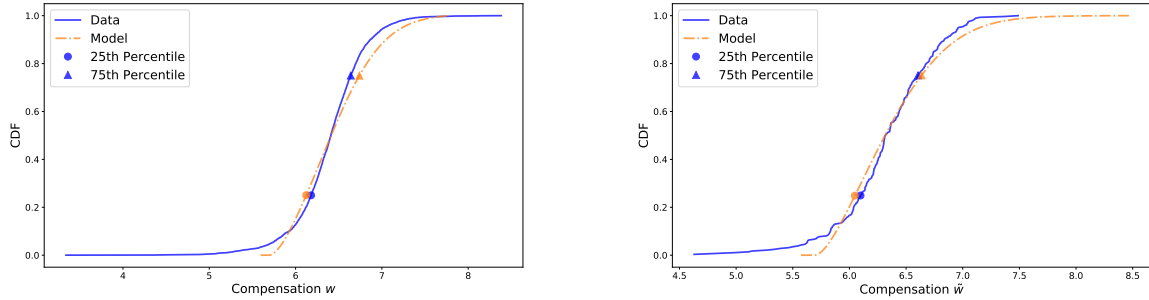 1.0
0.8
0.6
0.4
0.2
0.0
CDF
Data
Model
25th Percentile
75th Percentile
4
5
6
7
8
Compensation w
1.0
0.8
0.6
0.4
0.2
0.0
CDF
Data
Model
25th Percentile
75th Percentile
4.5
5.0
5.5
6.0
6.5
7.0
7.5
8.0
8.5
Compensation w̃